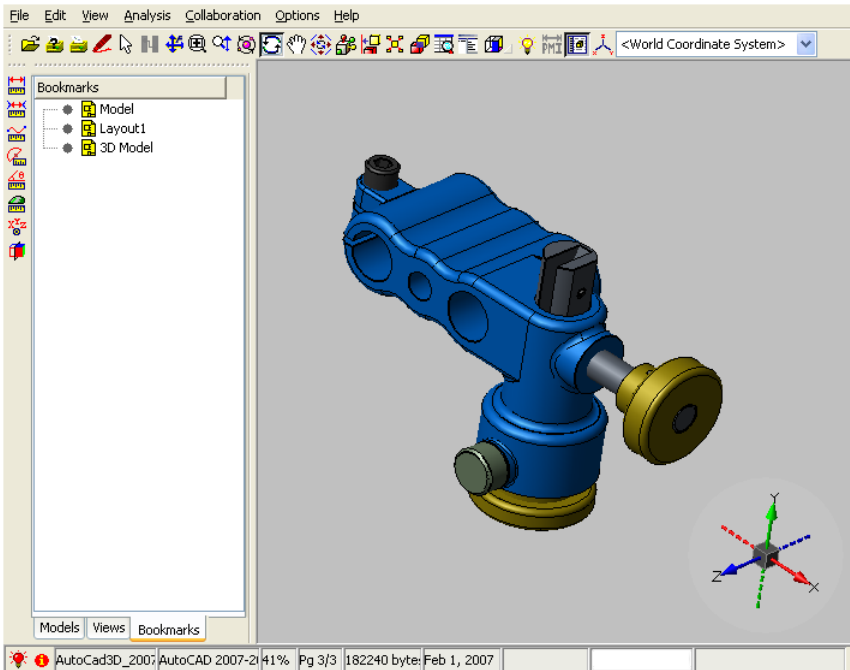 File Edit View Analysis Collaboration Options Help
PMI <World Coordinate System>
Bookmarks
Model
Layout1
3D Model
Y
Z X
Models Views Bookmarks
AutoCad3D_2007 AutoCAD 2007-2 41% Pg 3/3 182240 byte: Feb 1, 2007